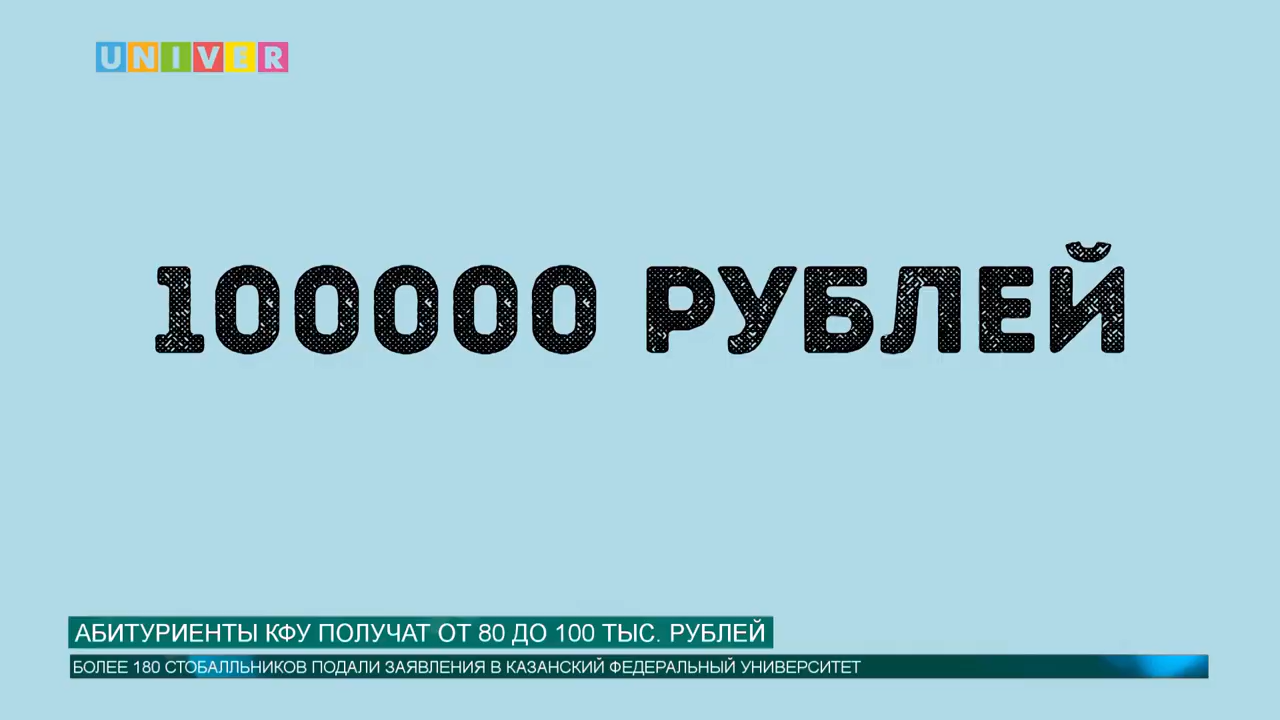 UNIVER
100000 РУБЛЕЙ
АБИТУРИЕНТЫ КФУ ПОЛУЧАТ ОТ 80 ДО 100 ТЫС. РУБЛЕЙ
БОЛЕЕ 180 СТОБАЛЛЬНИКОВ ПОДАЛИ ЗАЯВЛЕНИЯ В КАЗАНСКИЙ ФЕДЕРАЛЬНЫЙ УНИВЕРСИТЕТ